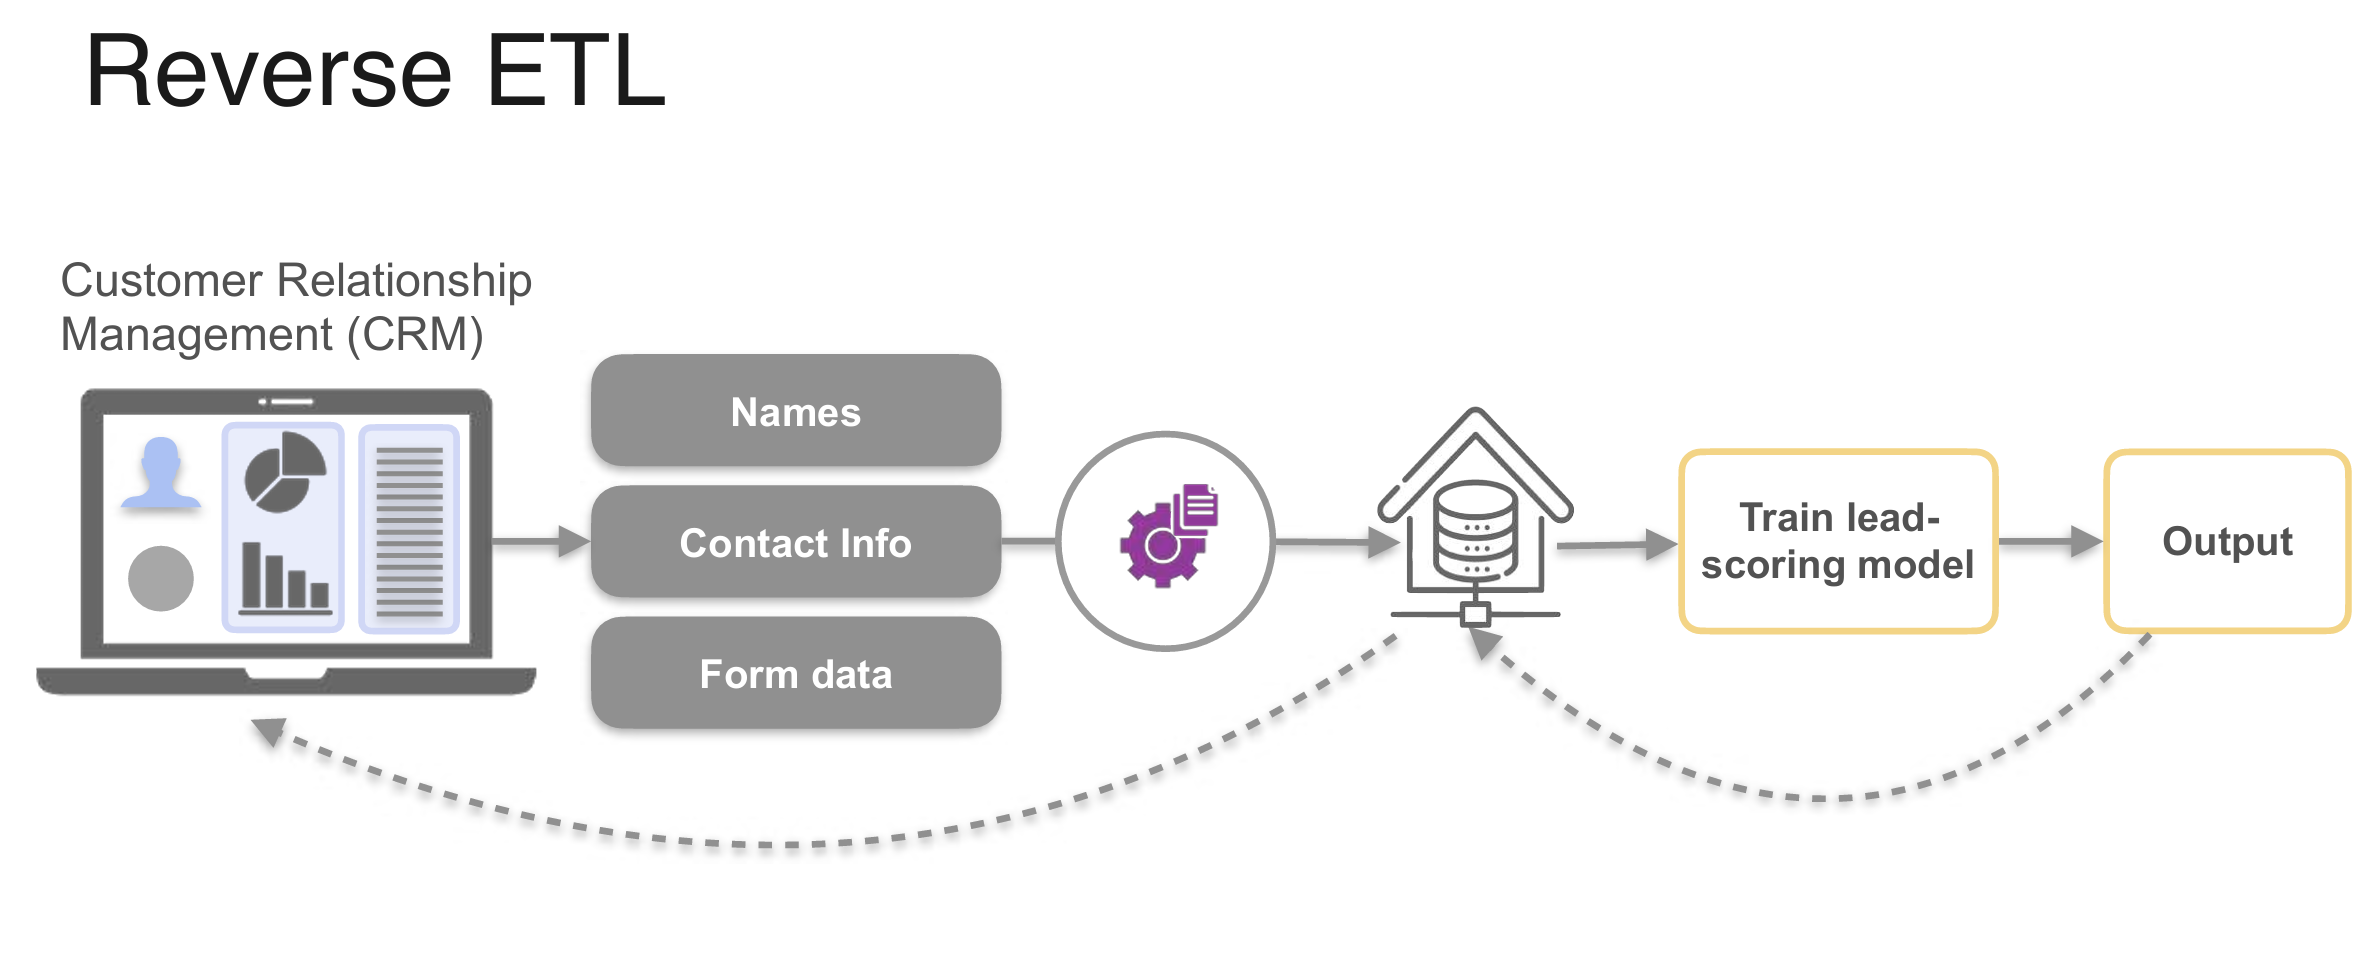 Reverse ETL
Customer Relationship
Management (CRM)
Names
Contact Info
Form data
Train lead-
scoring model
Output